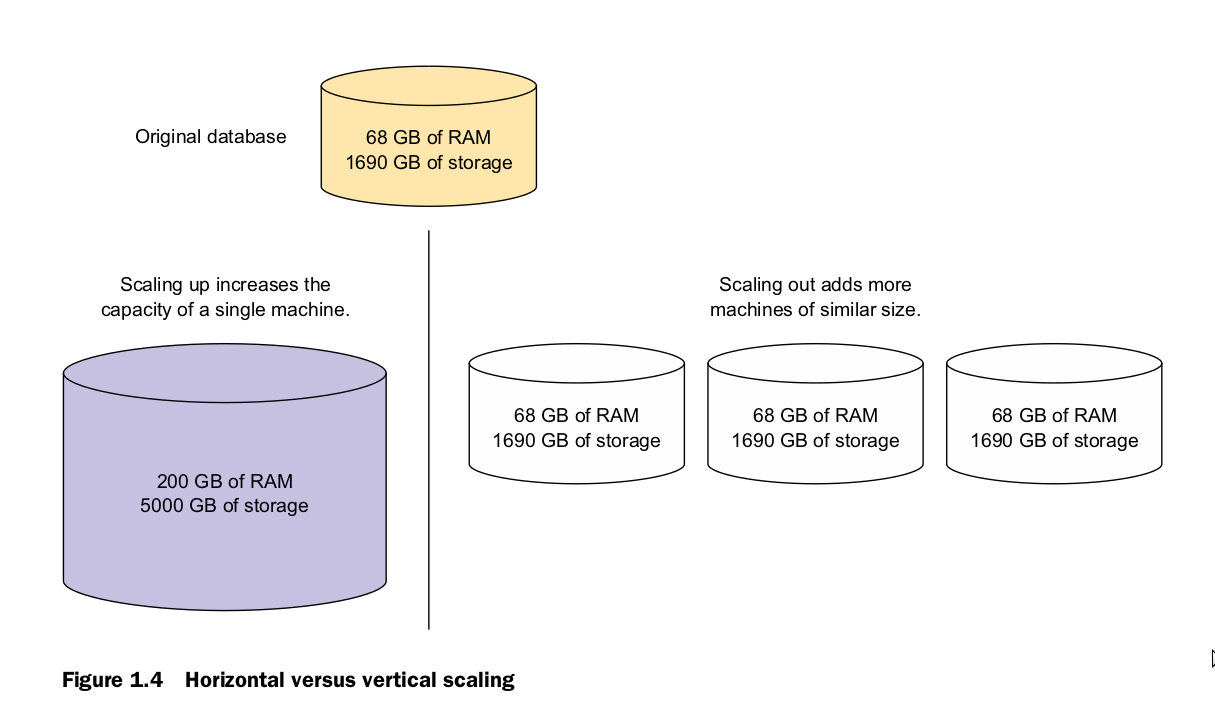 Original database
68 GB of RAM
1690 GB of storage
Scaling up increases the
capacity of a single machine.
200 GB of RAM
5000 GB of storage
Scaling out adds more
machines of similar size.
68 GB of RAM
1690 GB of storage
68 GB of RAM
1690 GB of storage
68 GB of RAM
1690 GB of storage
Figure 1.4 Horizontal versus vertical scaling